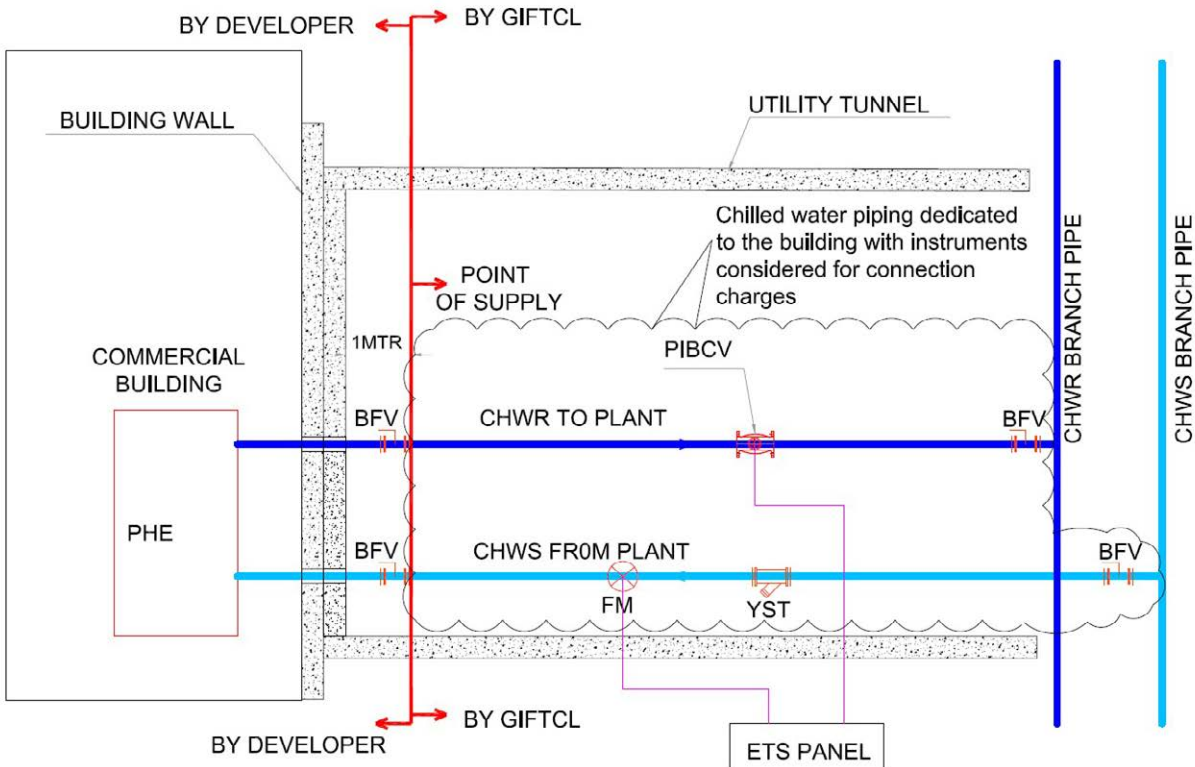 BY DEVELOPER
BY GIFTCL
BUILDING WALL
UTILITY TUNNEL
Chilled water piping dedicated
to the building with instruments
considered for connection
charges
POINT
OF SUPPLY
1MTR
PIBCV
COMMERCIAL
BUILDING
BFV
CHWR TO PLANT
BFV
CHWR BRANCH PIPE
CHWS BRANCH PIPE
PHE
BFV
CHWS FR0M PLANT
BFV
FM
YST
BY GIFTCL
BY DEVELOPER
ETS PANEL